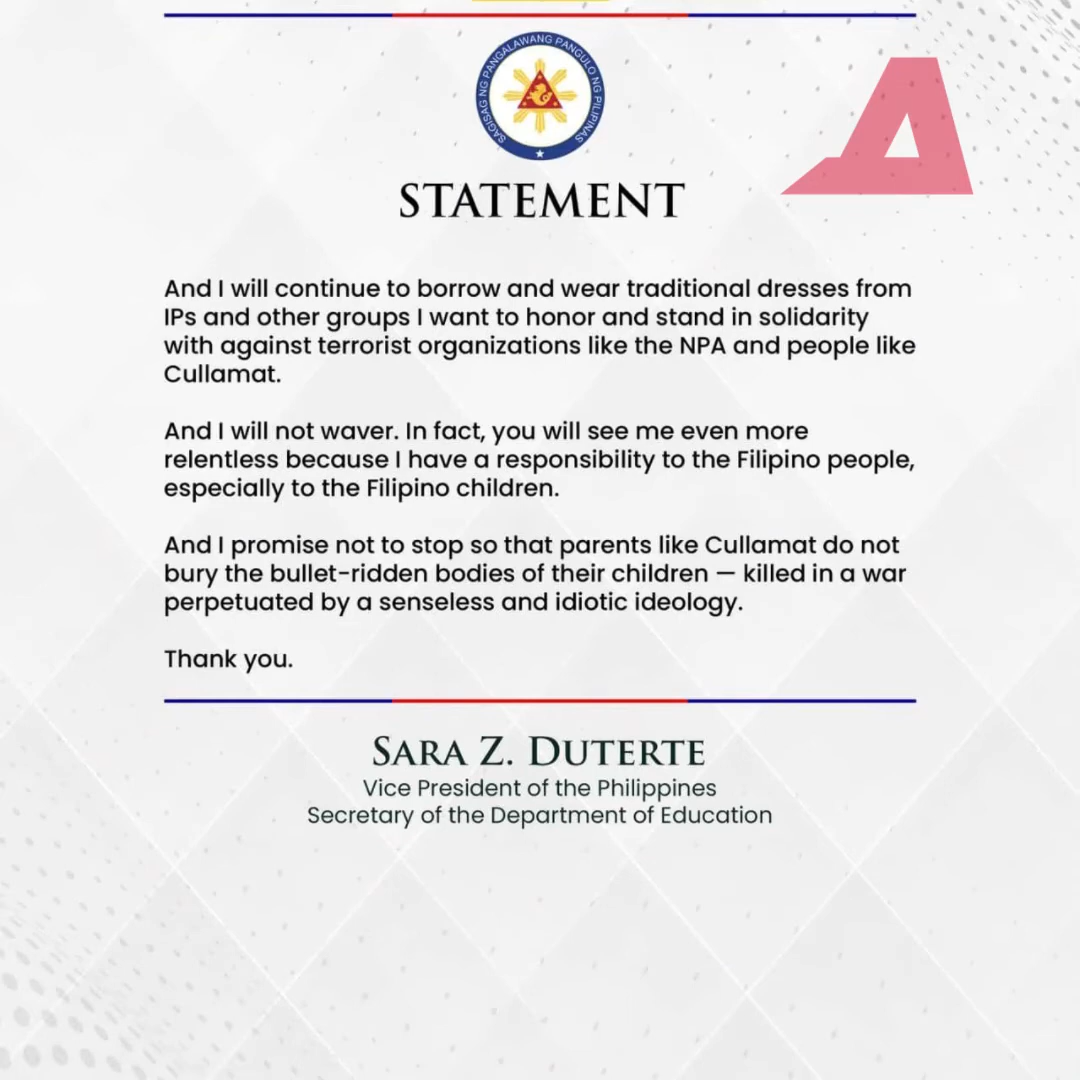 SAGISAG NG PANGALAWANG PANGULO NG PILIPINAS
STATEMENT
And I will continue to borrow and wear traditional dresses from
IPs and other groups I want to honor and stand in solidarity
with against terrorist organizations like the NPA and people like
Cullamat.
And I will not waver. In fact, you will see me even more
relentless because I have a responsibility to the Filipino people,
especially to the Filipino children.
And I promise not to stop so that parents like Cullamat do not
bury the bullet-ridden bodies of their children — killed in a war
perpetuated by a senseless and idiotic ideology.
Thank you.
SARA Z. DUTERTE
Vice President of the Philippines
Secretary of the Department of Education